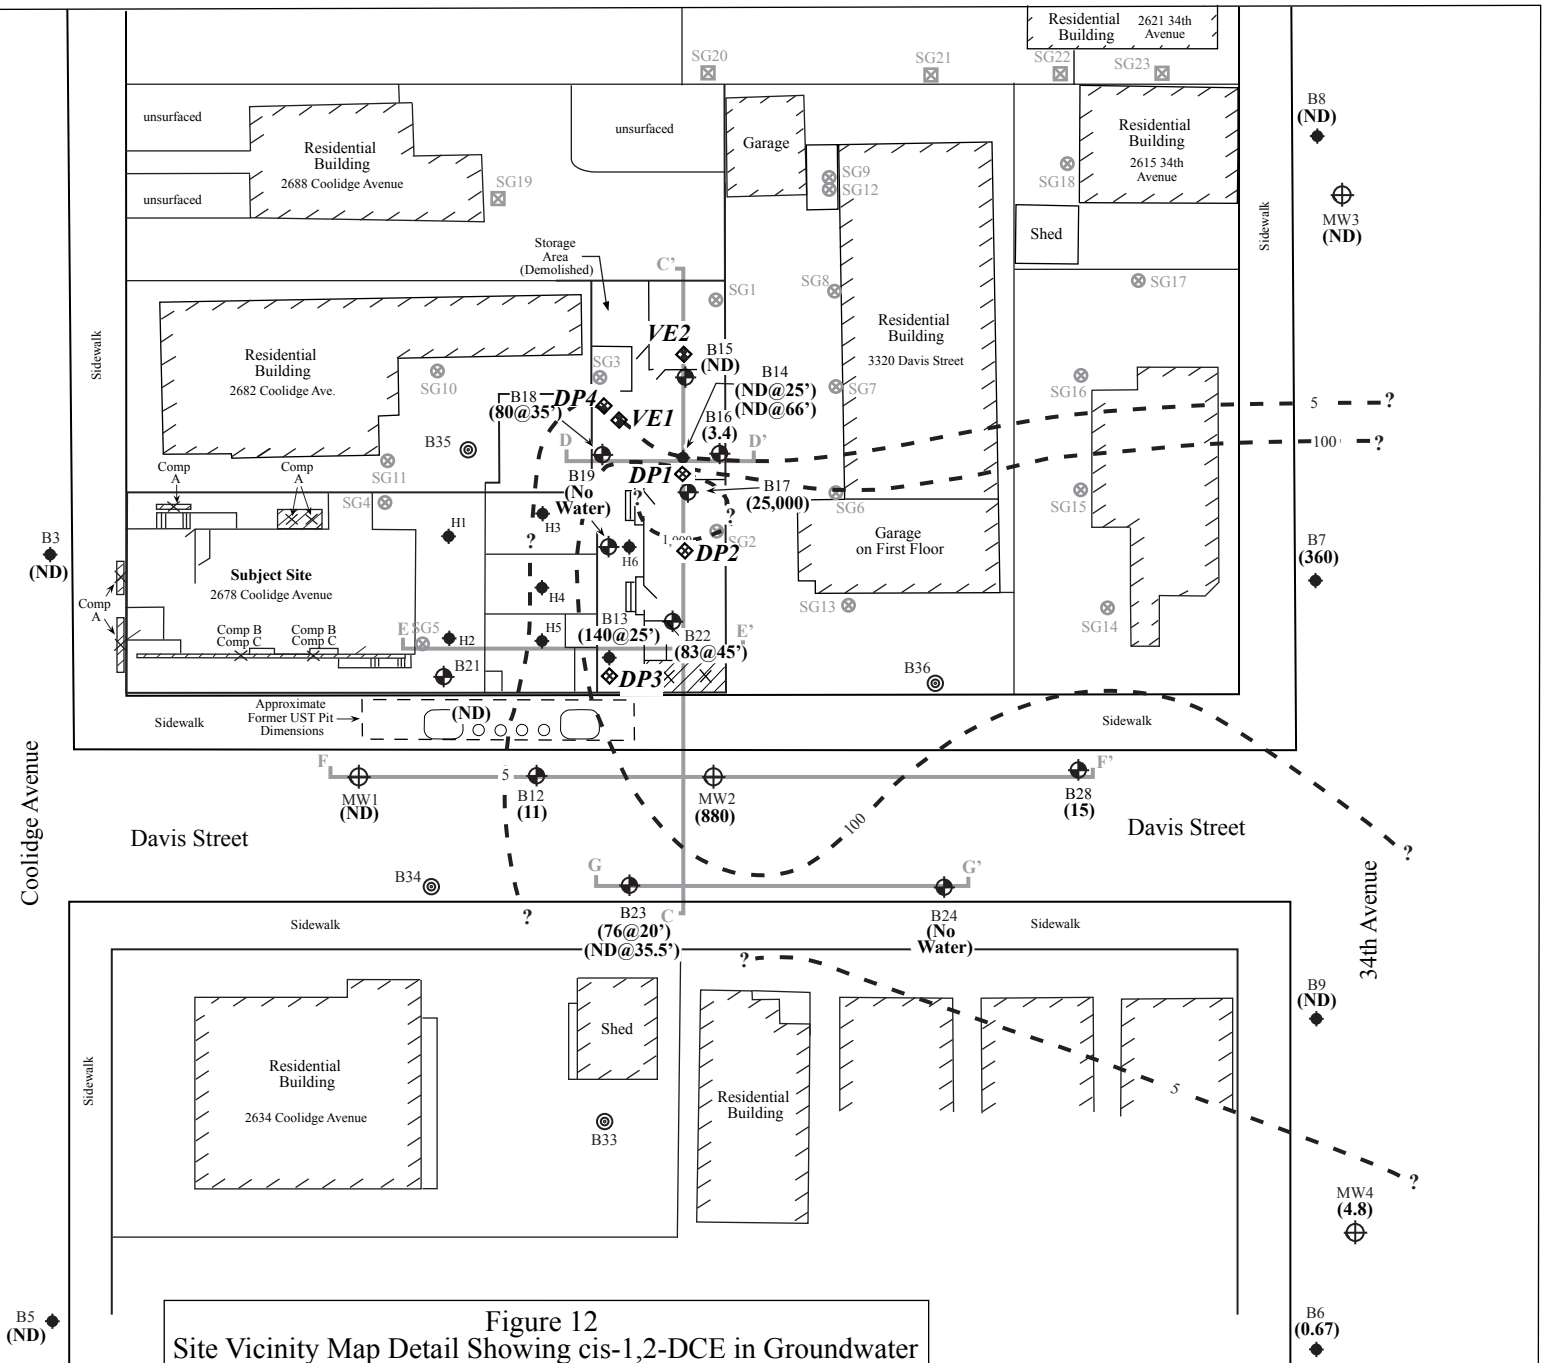 Residential
Building
2621 34th
Avenue
SG20
SG21
SG22
SG23
B8
(ND)
unsurfaced
unsurfaced
Residential
Building
2688 Coolidge Avenue
unsurfaced
Garage
Residential
Building
2615 34th
Avenue
SG9
SG12
SG18
SG19
MW3
(ND)
Sidewalk
Shed
Storage
Area
(Demolished)
C'
SG1
SG8
SG17
Residential
Building
3320 Davis Street
VE2
B15
(ND)
Sidewalk
Residential
Building
2682 Coolidge Ave.
SG10
SG3
B14
(ND@25')
(ND@66')
SG7
SG16
B18
(80@35')
DP4
VE1
B16
(3.4)
5
?
B35
D
D'
100
?
Comp
A
Comp
A
SG11
SG4
B19
(No
Water)
DP1
?
B17
(25,000)
SG6
SG15
?
H1
H3
?
1,000
SG2
DP2
Garage
on First Floor
B3
(ND)
H6
B7
(360)
Subject Site
2678 Coolidge Avenue
Comp
A
H4
SG13
SG14
Comp B
Comp C
Comp B
Comp C
E
SG5
H2
H5
B13
(140@25')
B22
(83@45')
E'
B21
DP3
B36
Approximate
Former UST Pit
Dimensions
(ND)
Sidewalk
Sidewalk
F
5
F'
MW1
(ND)
B12
(11)
MW2
(880)
B28
(15)
Coolidge Avenue
Davis Street
100
Davis Street
?
34th Avenue
B34
G
G'
?
B23
(76@20')
(ND@35.5')
C
B24
(No
Water)
Sidewalk
Sidewalk
?
B9
(ND)
Sidewalk
Residential
Building
2634 Coolidge Avenue
Shed
Residential
Building
5
B33
?
MW4
(4.8)
B5
(ND)
B6
(0.67)
Figure 12
Site Vicinity Map Detail Showing cis-1,2-DCE in Groundwater